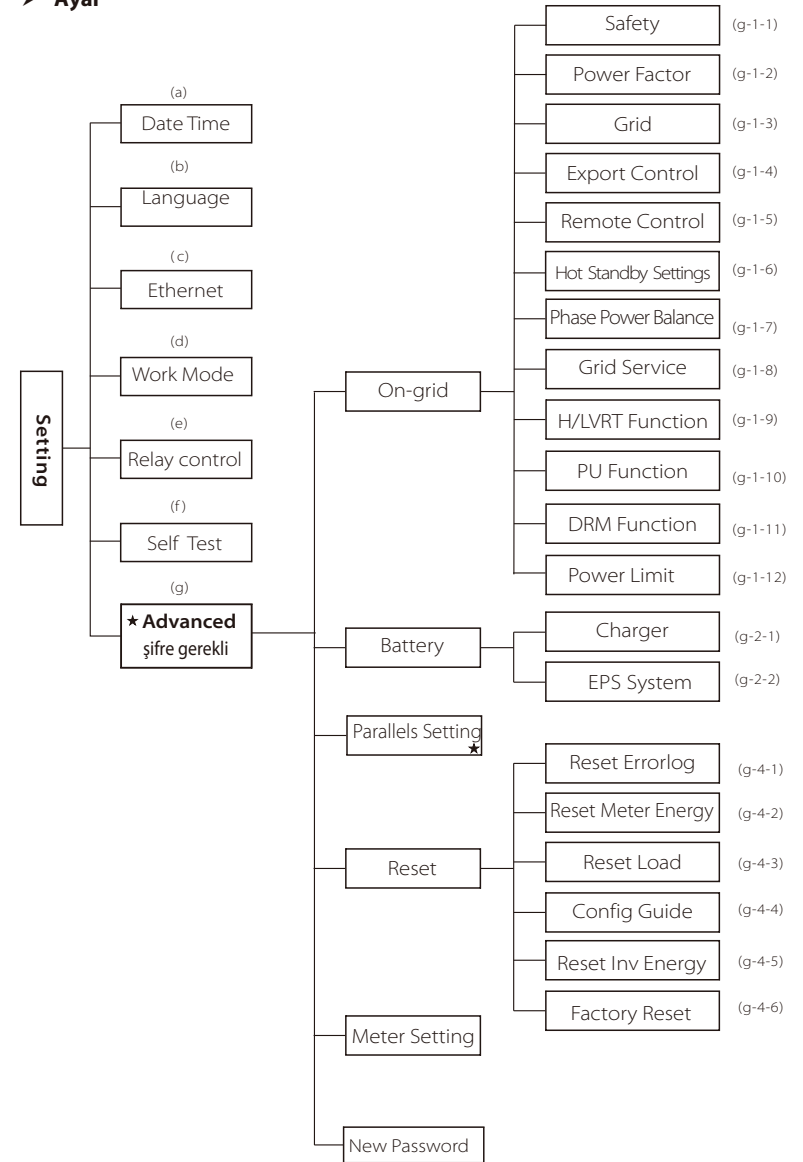 ➤ Ayar
Setting
(a)
Date Time
(b)
Language
(c)
Ethernet
(d)
Work Mode
(e)
Relay control
(f)
Self Test
(g)
★ Advanced
şifre gerekli
On-grid
Safety (g-1-1)
Power Factor (g-1-2)
Grid (g-1-3)
Export Control (g-1-4)
Remote Control (g-1-5)
Hot Standby Settings (g-1-6)
Phase Power Balance (g-1-7)
Grid Service (g-1-8)
H/LVRT Function (g-1-9)
PU Function (g-1-10)
DRM Function (g-1-11)
Power Limit (g-1-12)
Battery
Charger (g-2-1)
EPS System (g-2-2)
Parallels Setting
★
Reset
Reset Errorlog (g-4-1)
Reset Meter Energy (g-4-2)
Reset Load (g-4-3)
Config Guide (g-4-4)
Reset Inv Energy (g-4-5)
Factory Reset (g-4-6)
Meter Setting
New Password